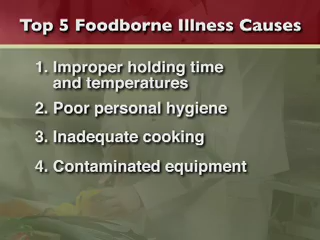 Top 5 Foodborne Illness Causes
1. Improper holding time
and temperatures
2. Poor personal hygiene
3. Inadequate cooking
4. Contaminated equipment